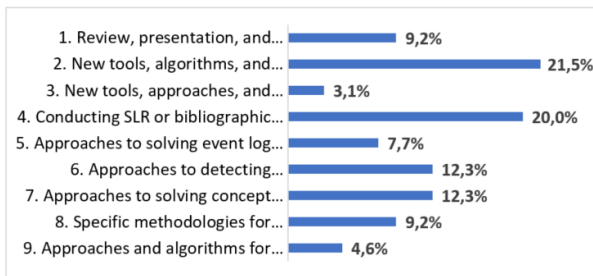 1. Review, presentation, and... 9,2%
2. New tools, algorithms, and... 21,5%
3. New tools, approaches, and... 3,1%
4. Conducting SLR or bibliographic... 20,0%
5. Approaches to solving event log... 7,7%
6. Approaches to detecting... 12,3%
7. Approaches to solving concept... 12,3%
8. Specific methodologies for... 9,2%
9. Approaches and algorithms for... 4,6%